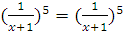 (1/(x+1))^5 = (1/(x+1))^5